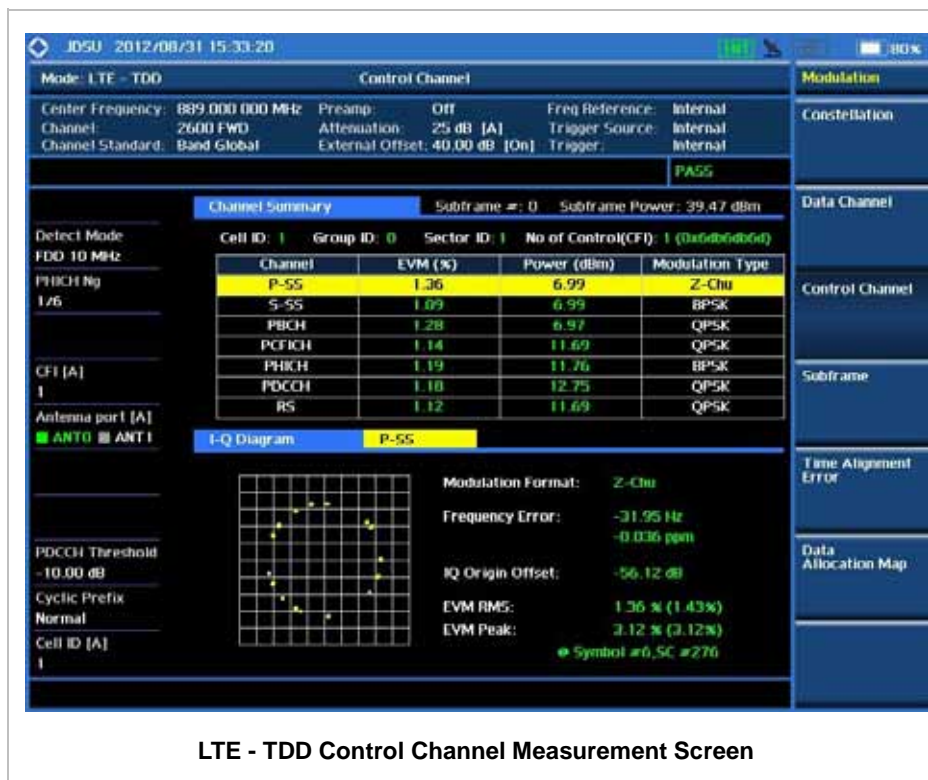 JDSU 2012/08/31 15:33:20 80%
Mode: LTE - TDD Control Channel Modulation
Center Frequency: 889.000 000 MHz Preamp: Off Freq Reference: Internal
Channel: 2600 FWD Attenuation: 25 dB [A] Trigger Source: Internal
Channel Standard: Band Global External Offset: 40.00 dB [On] Trigger: Internal
PASS
Constellation
Data Channel
Control Channel
Subframe
Time Alignment
Error
Data
Allocation Map
Detect Mode
FDD 10 MHz
PHICH Ng
1/6
CFI [A]
1
Antenna port [A]
ANT0 ANT1
PDCCH Threshold
-10.00 dB
Cyclic Prefix
Normal
Cell ID [A]
1
Channel Summary Subframe #: 0 Subframe Power: 39.47 dBm
Cell ID: 1 Group ID: 0 Sector ID: 1 No of Control(CFI): 1 (0x6db6db6d)
Channel EVM (%) Power (dBm) Modulation Type
P-SS 1.36 6.99 Z-Chu
S-SS 1.09 6.99 BPSK
PBCH 1.28 6.97 QPSK
PCFICH 1.14 11.69 QPSK
PHICH 1.19 11.76 BPSK
PDCCH 1.18 12.75 QPSK
RS 1.12 11.69 QPSK
I-Q Diagram P-SS
Modulation Format: Z-Chu
Frequency Error: -31.95 Hz
-0.036 ppm
IQ Origin Offset: -56.12 dB
EVM RMS: 1.36 % (1.43%)
EVM Peak: 3.12 % (3.12%)
@ Symbol #6,SC #276
LTE - TDD Control Channel Measurement Screen